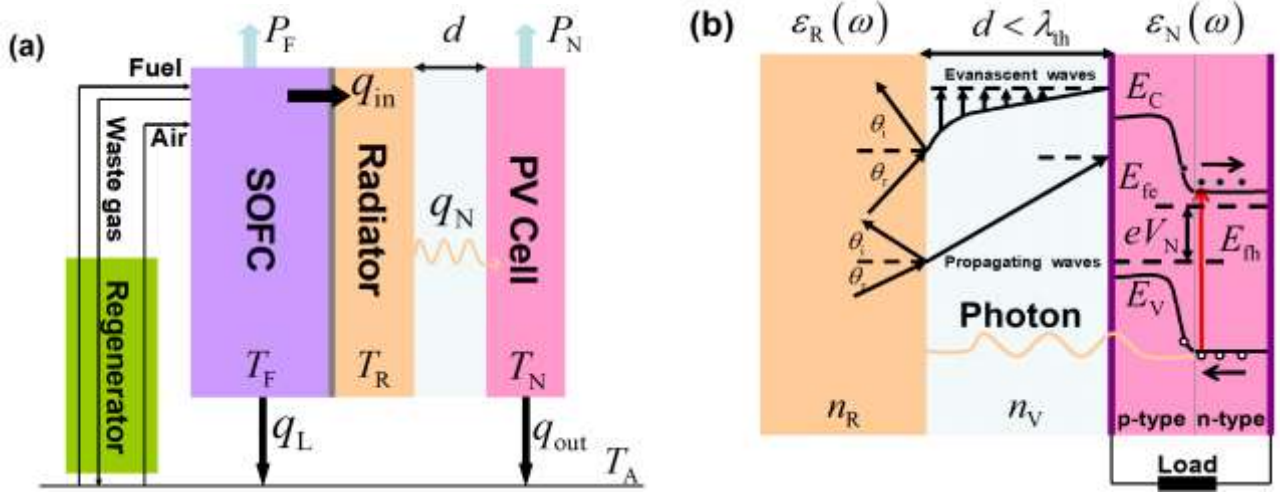 (a)
P_F
d
P_N
Fuel
Waste gas
Air
Regenerator
SOFC
q_in
Radiator
q_N
PV Cell
T_F
T_R
T_N
q_L
q_out
T_A
(b)
ε_R(ω)
d < λ_th
ε_N(ω)
Evanascent waves
E_C
θ_i
θ_r
E_fe
eV_N
E_fh
θ_i
θ_r
Propagating waves
E_V
Photon
n_R
n_V
p-type
n-type
Load